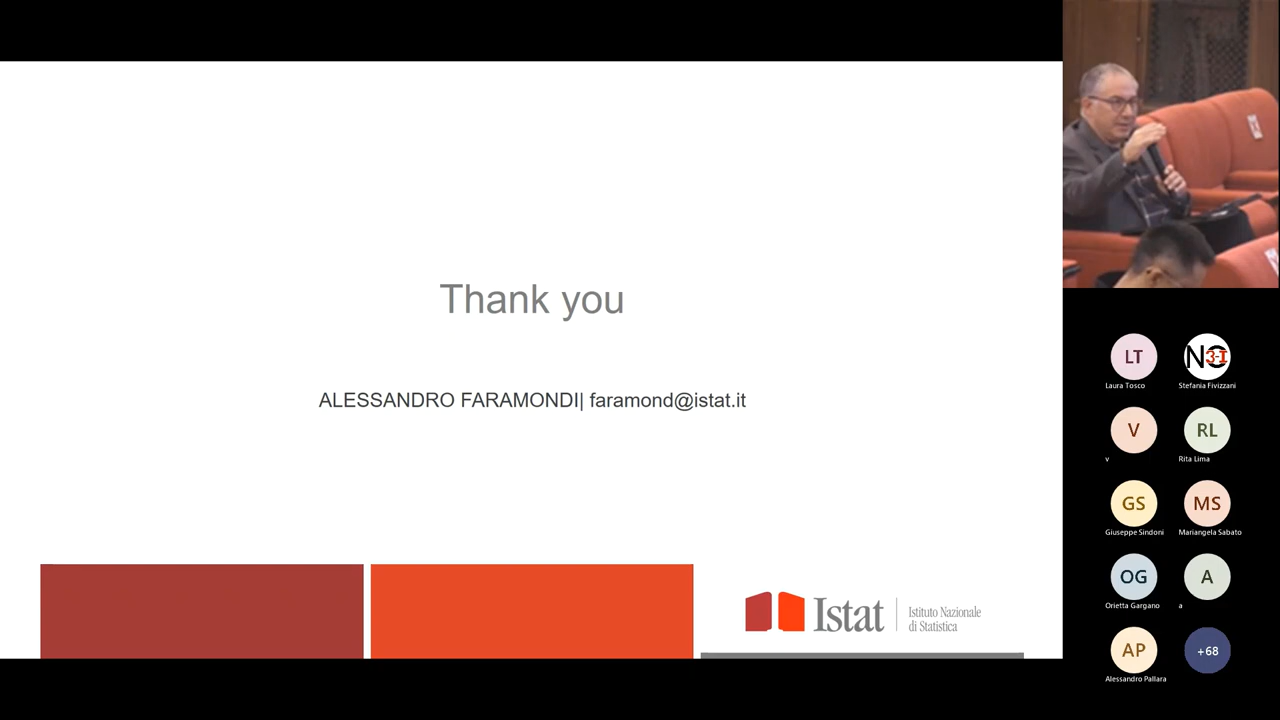 Thank you
ALESSANDRO FARAMONDI| faramond@istat.it
Istat
Istituto Nazionale
di Statistica
LT
Laura Tosco
N3-I
Stefania Fivizzani
V
v
RL
Rita Lima
GS
Giuseppe Sindoni
MS
Mariangela Sabato
OG
Orietta Gargano
A
a
AP
Alessandro Pallara
+68